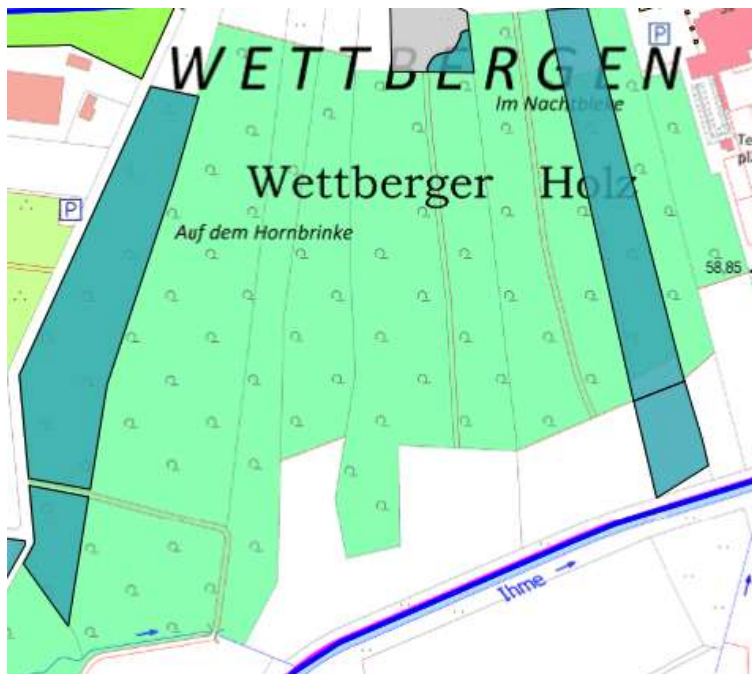 P
WETTBERGEN
Im Nachtbleke
Wettberger Holz
P
Auf dem Hornbrinke
58,85
Ihme